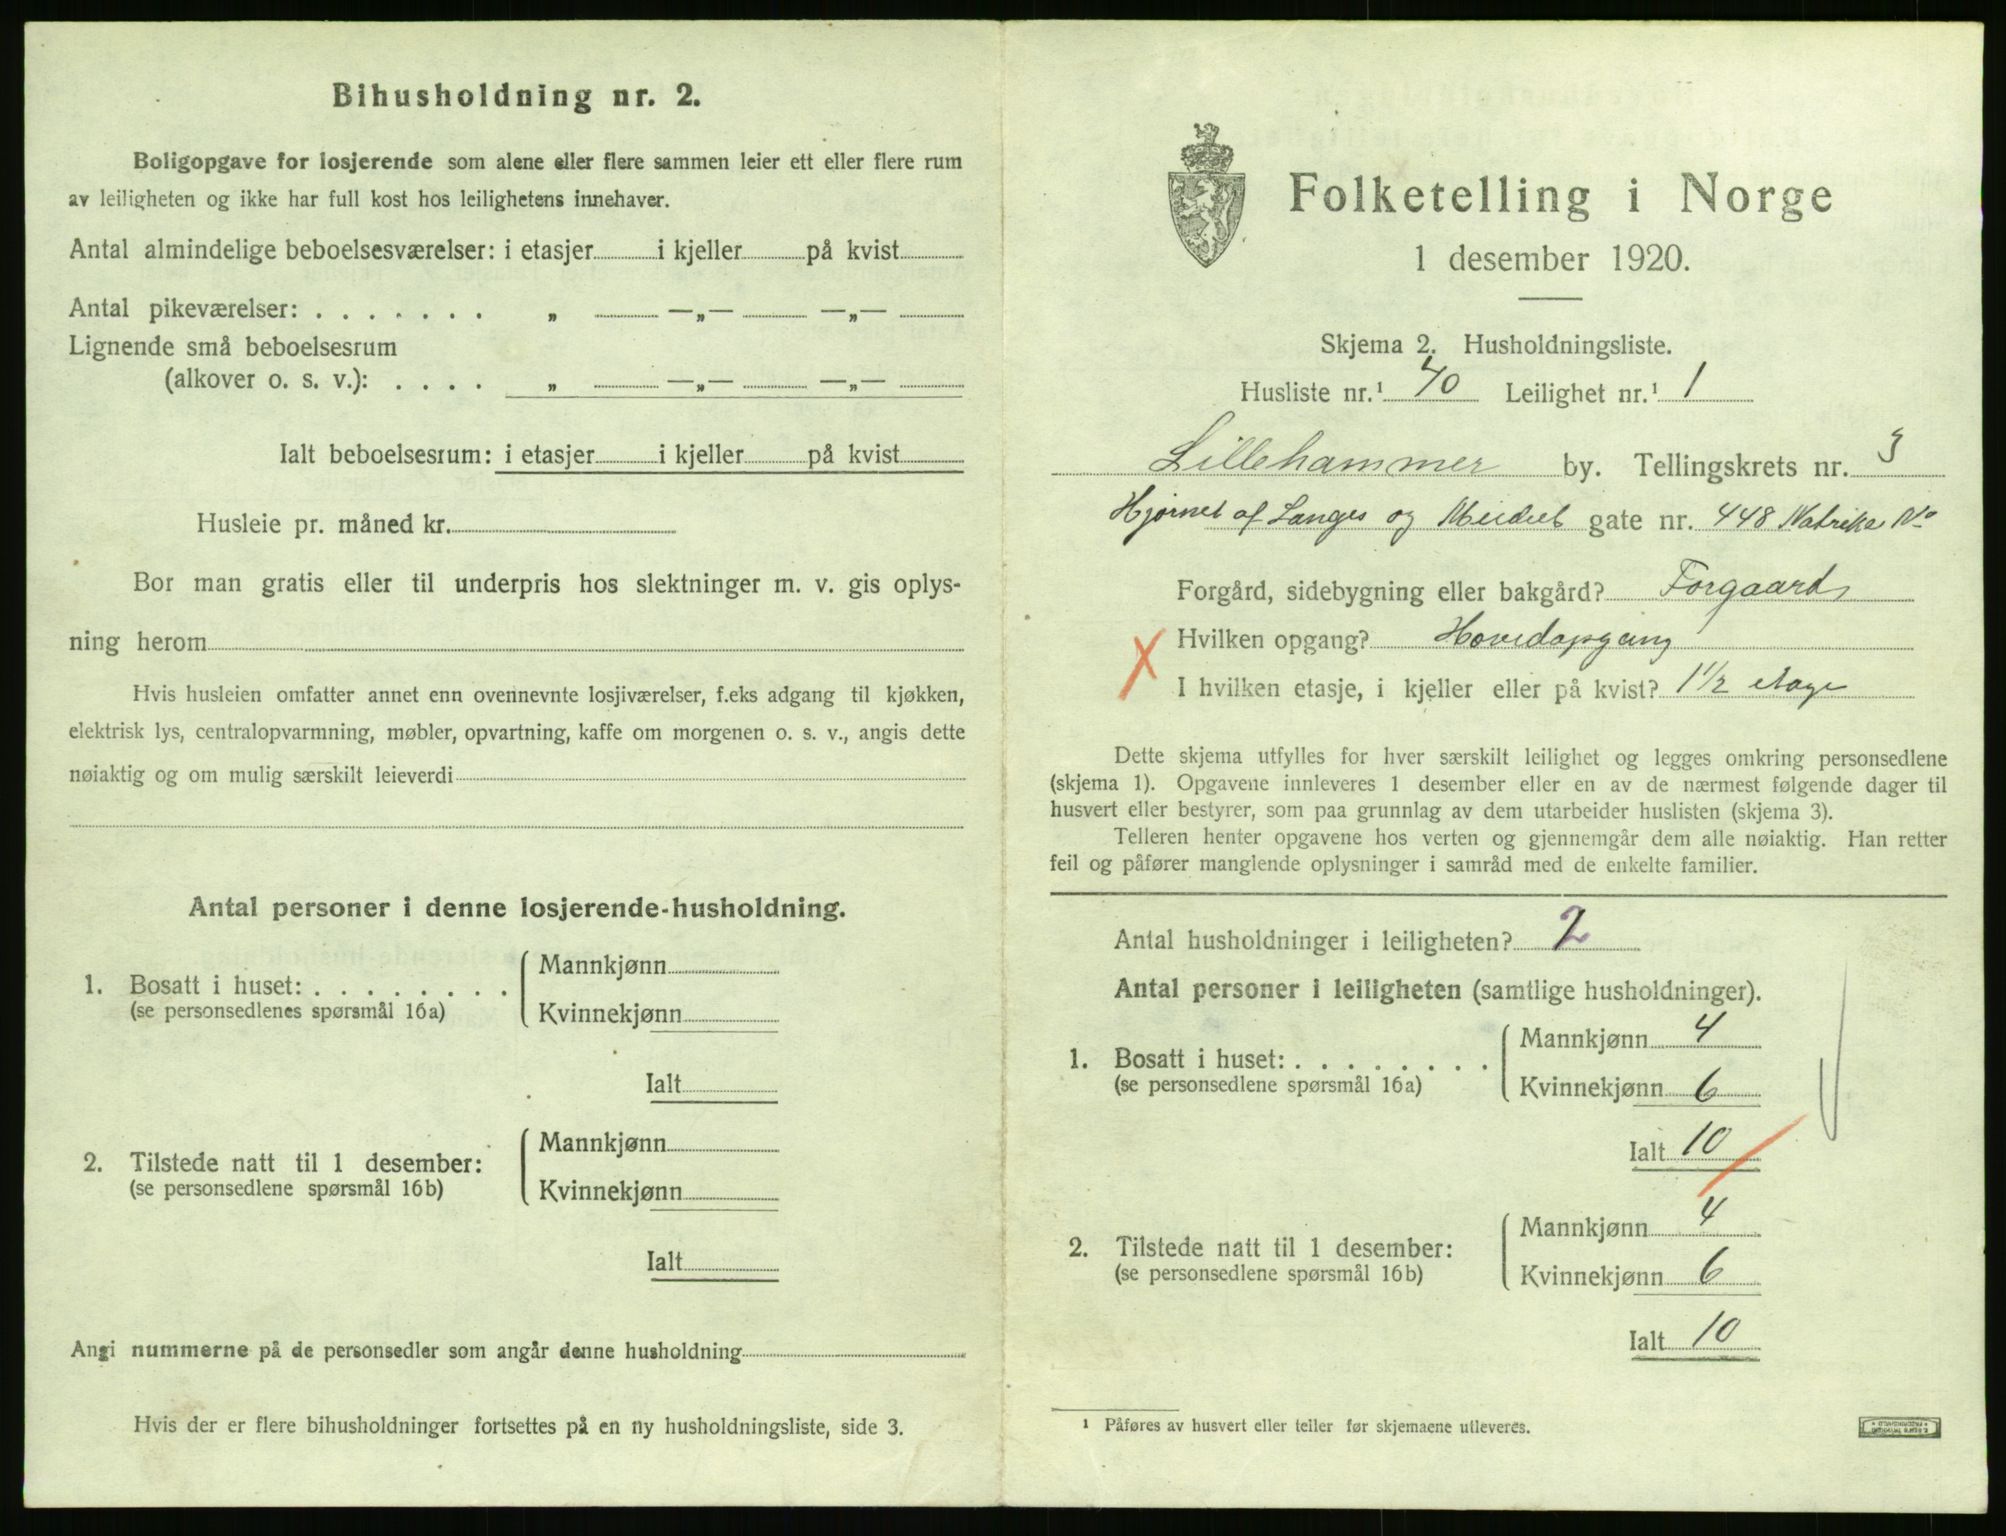 Bihusholdning nr. 2.
Boligopgave for losjerende som alene eller flere sammen leier ett eller flere rum
av leiligheten og ikke har full kost hos leilighetens innehaver.
Antal almindelige beboelsesværelser: i etasjer i kjeller på kvist
Antal pikeværelser: . . . . . . . „ —„— —„—
Lignende små beboelsesrum
(alkover o. s. v.): . . . . „ —„— —„—
Ialt beboelsesrum: i etasjer i kjeller på kvist
Husleie pr. måned kr.
Bor man gratis eller til underpris hos slektninger m. v. gis oplys-
ning herom
Hvis husleien omfatter annet enn ovennevnte losjiværelser, f.eks adgang til kjøkken,
elektrisk lys, centralopvarmning, møbler, opvartning, kaffe om morgenen o. s. v., angis dette
nøiaktig og om mulig særskilt leieverdi
Antal personer i denne losjerende-husholdning.
1. Bosatt i huset: . . . . . . . .
(se personsedlenes spørsmål 16a)
Mannkjønn
Kvinnekjønn
Ialt
2. Tilstede natt til 1 desember:
(se personsedlene spørsmål 16b)
Mannkjønn
Kvinnekjønn
Ialt
Angi nummerne på de personsedler som angår denne husholdning
Hvis der er flere bihusholdninger fortsettes på en ny husholdningsliste, side 3.
Folketelling i Norge
1 desember 1920.
Skjema 2. Husholdningsliste.
Husliste nr.¹ 40 Leilighet nr.¹ 1
Lillehammer by. Tellingskrets nr. 3
Hjørnet af Langes og gate nr. 448 Matrike No
Forgård, sidebygning eller bakgård? Forgaard
Hvilken opgang? Hovedopgang
I hvilken etasje, i kjeller eller på kvist? 1 1/2 etage
Dette skjema utfylles for hver særskilt leilighet og legges omkring personsedlene
(skjema 1). Opgavene innleveres 1 desember eller en av de nærmest følgende dager til
husvert eller bestyrer, som paa grunnlag av dem utarbeider huslisten (skjema 3).
Telleren henter opgavene hos verten og gjennemgår dem alle nøiaktig. Han retter
feil og påfører manglende oplysninger i samråd med de enkelte familier.
Antal husholdninger i leiligheten? 2
Antal personer i leiligheten (samtlige husholdninger).
1. Bosatt i huset: . . . . . . . .
(se personsedlene spørsmål 16a)
Mannkjønn 4
Kvinnekjønn 6
Ialt 10
2. Tilstede natt til 1 desember:
(se personsedlene spørsmål 16b)
Mannkjønn 4
Kvinnekjønn 6
Ialt 10
¹ Påføres av husvert eller teller før skjemaene utleveres.